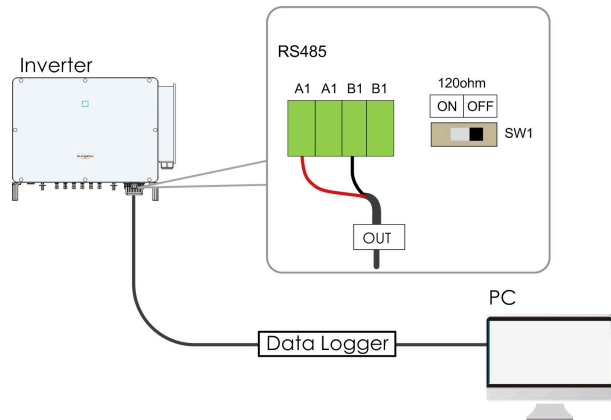 Inverter
RS485
A1 A1 B1 B1
120ohm
ON OFF
SW1
OUT
Data Logger
PC